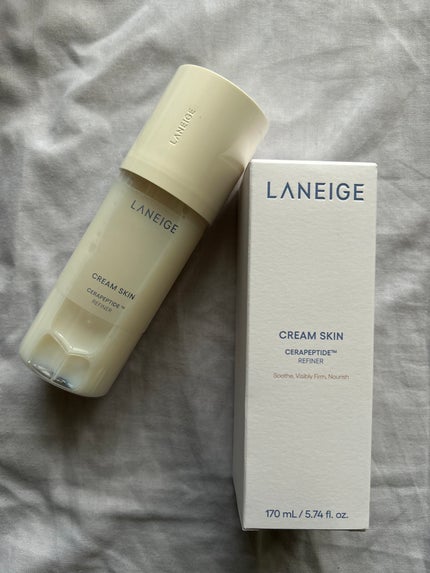 LANEIGE
LANEIGE
CREAM SKIN
CERAPEPTIDE™
REFINER
LANEIGE
CREAM SKIN
CERAPEPTIDE™
REFINER
Soothe, Visibly Firm, Nourish
170 mL / 5.74 fl. oz.